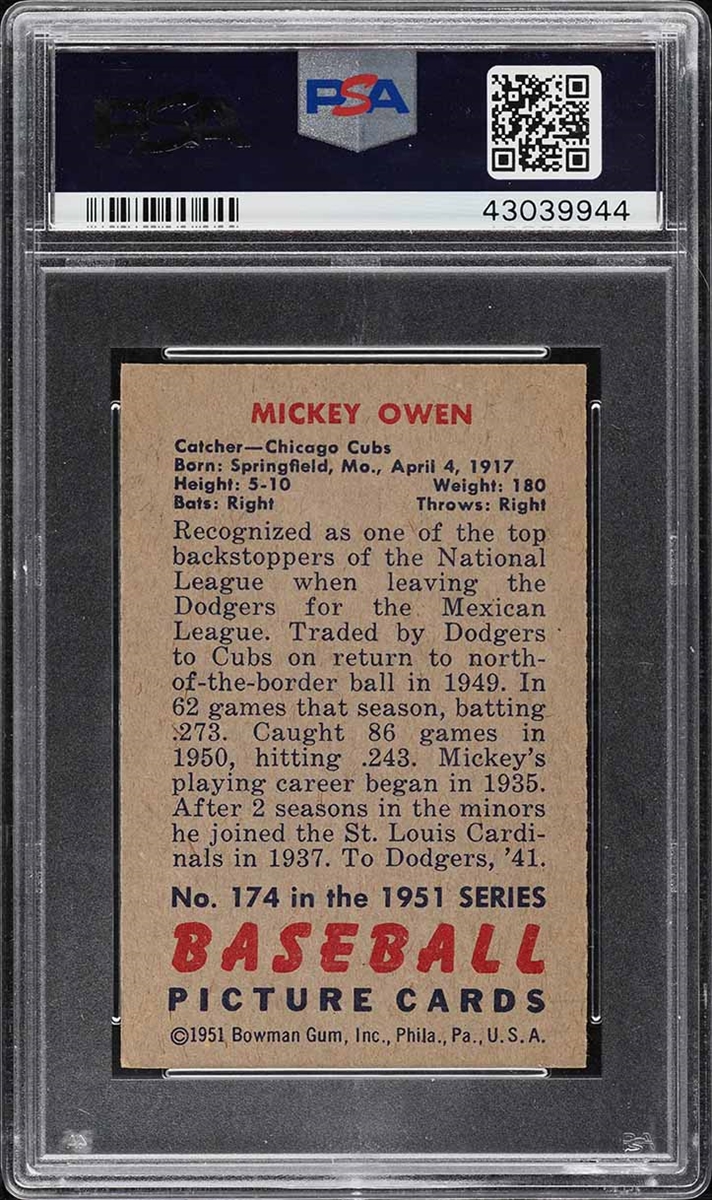 PSA
43039944
MICKEY OWEN
Catcher—Chicago Cubs
Born: Springfield, Mo., April 4, 1917
Height: 5-10 Weight: 180
Bats: Right Throws: Right
Recognized as one of the top
backstoppers of the National
League when leaving the
Dodgers for the Mexican
League. Traded by Dodgers
to Cubs on return to north-
of-the-border ball in 1949. In
62 games that season, batting
.273. Caught 86 games in
1950, hitting .243. Mickey's
playing career began in 1935.
After 2 seasons in the minors
he joined the St. Louis Cardi-
nals in 1937. To Dodgers, '41.
No. 174 in the 1951 SERIES
BASEBALL
PICTURE CARDS
©1951 Bowman Gum, Inc., Phila., Pa., U.S.A.
PSA